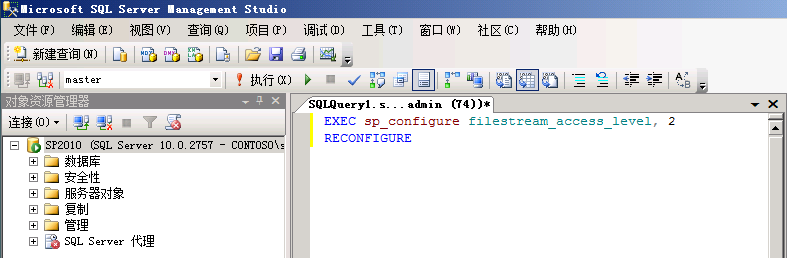 Microsoft SQL Server Management Studio
文件(F) 编辑(E) 视图(V) 查询(Q) 项目(P) 调试(D) 工具(T) 窗口(W) 社区(C) 帮助(H)
新建查询(N)
master 执行(X)
对象资源管理器
连接(O)
SP2010 (SQL Server 10.0.2757 - CONTOSO\s
数据库
安全性
服务器对象
复制
管理
SQL Server 代理
SQLQuery1.s...admin (74))*
EXEC sp_configure filestream_access_level, 2
RECONFIGURE